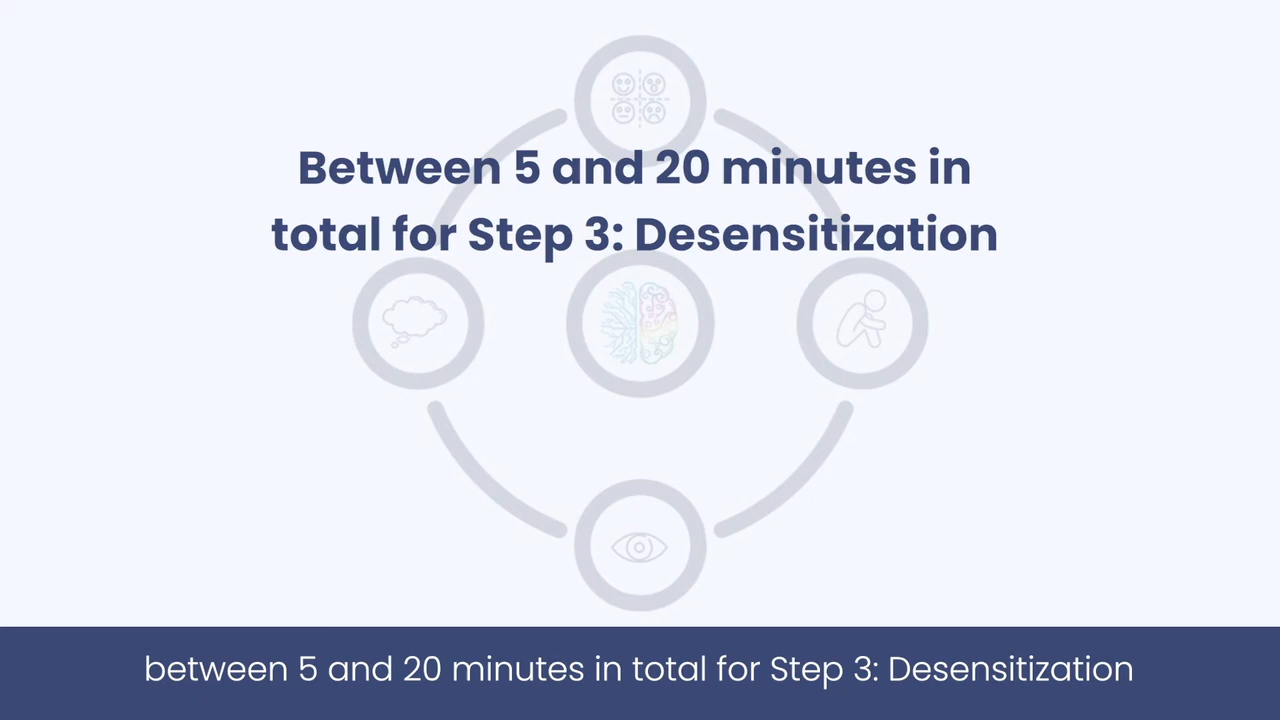 Between 5 and 20 minutes in
total for Step 3: Desensitization
between 5 and 20 minutes in total for Step 3: Desensitization